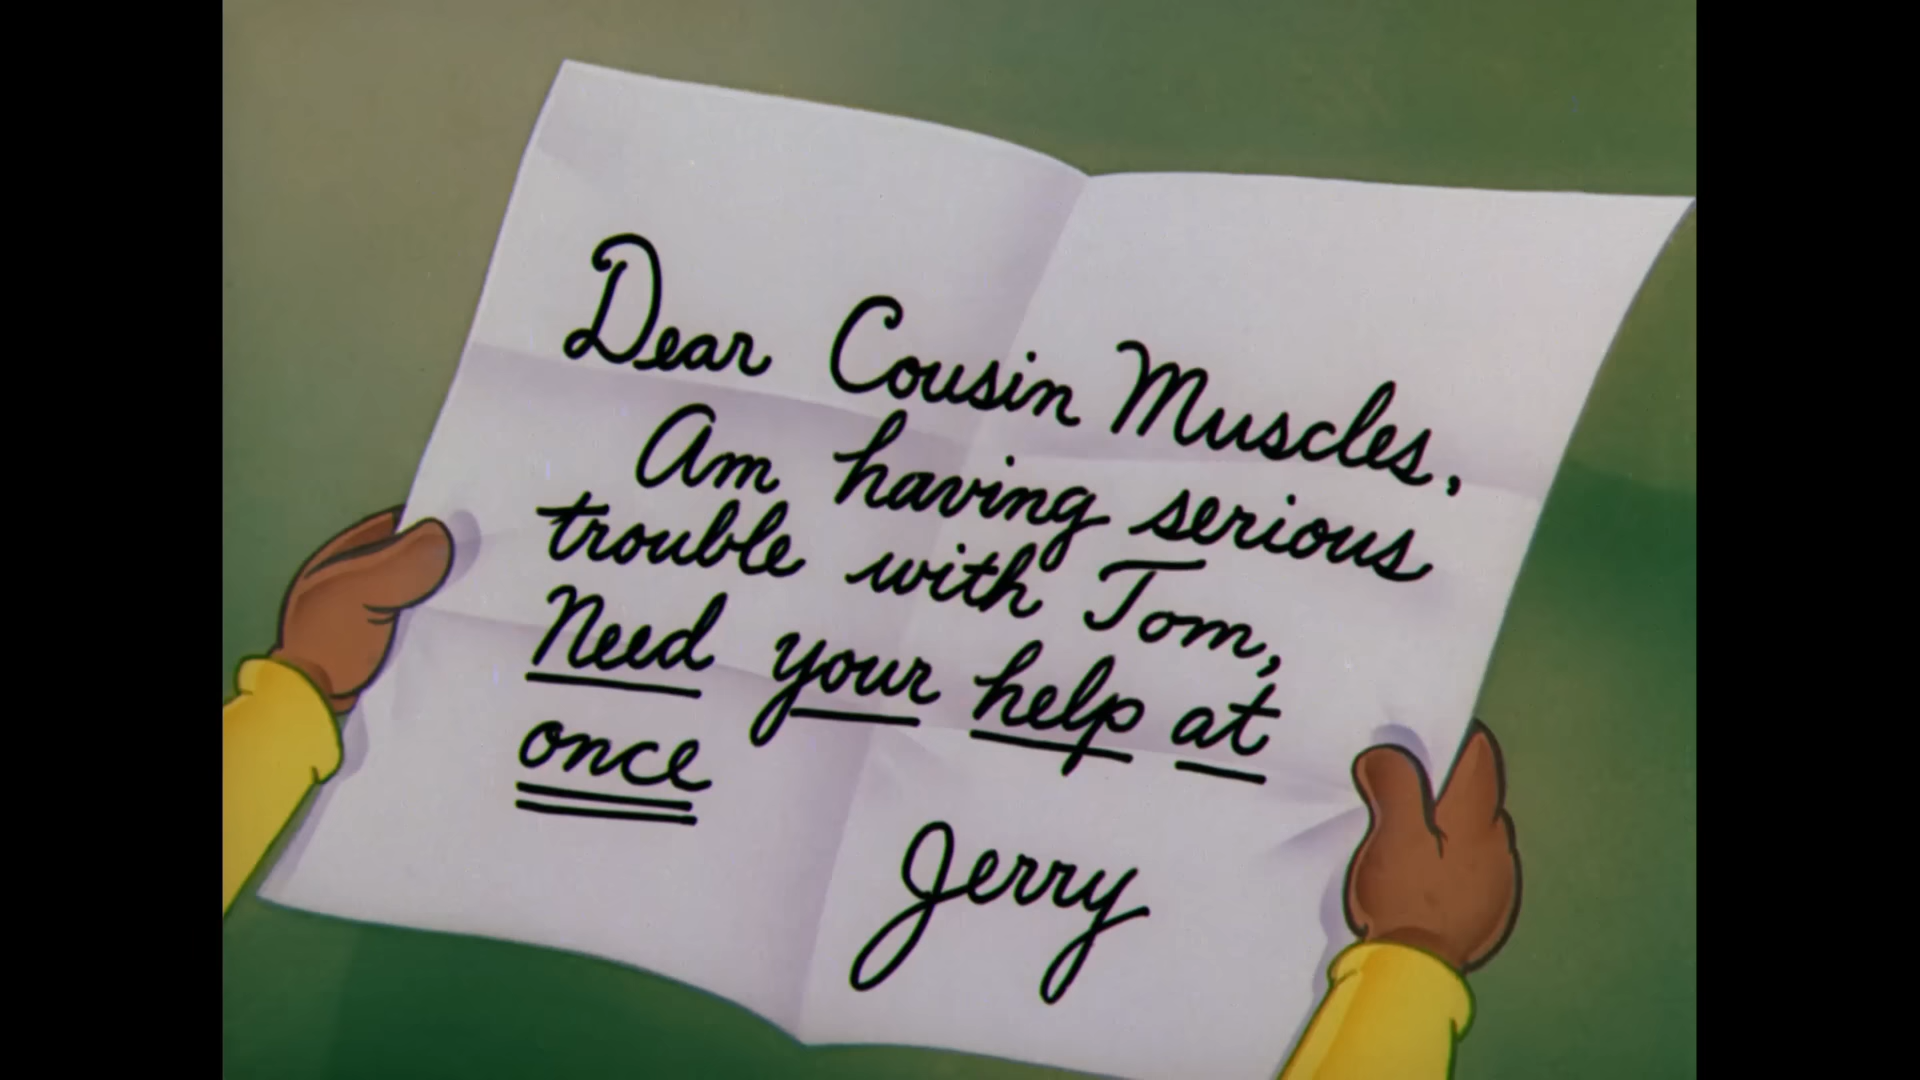 Dear Cousin Muscles,
Am having serious
trouble with Tom,
Need your help at
once
Jerry